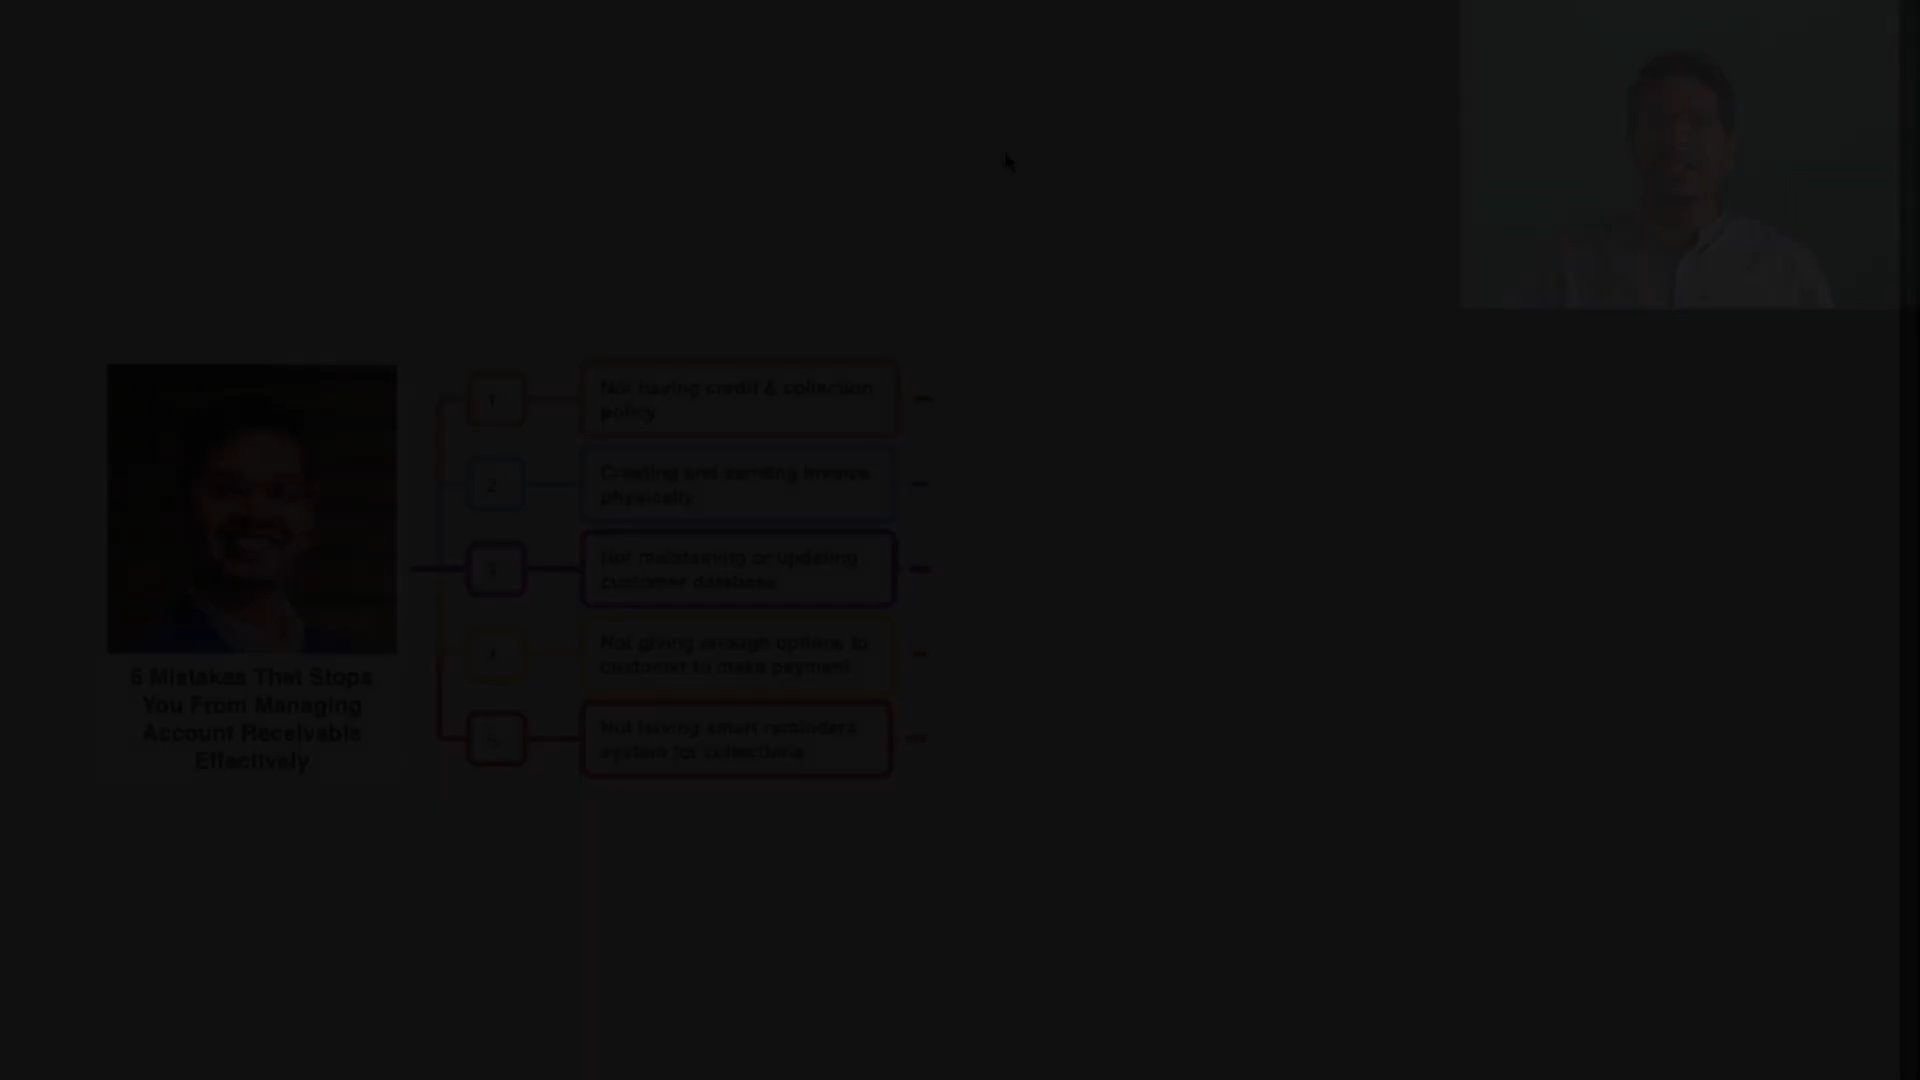 1
Not having credit & collection
policy
2
Creating and sending invoice
physically
3
Not maintaining or updating
customer database
4
Not giving enough options to
customer to make payment
5
Not having smart reminders
system for collections
5 Mistakes That Stops
You From Managing
Account Receivable
Effectively